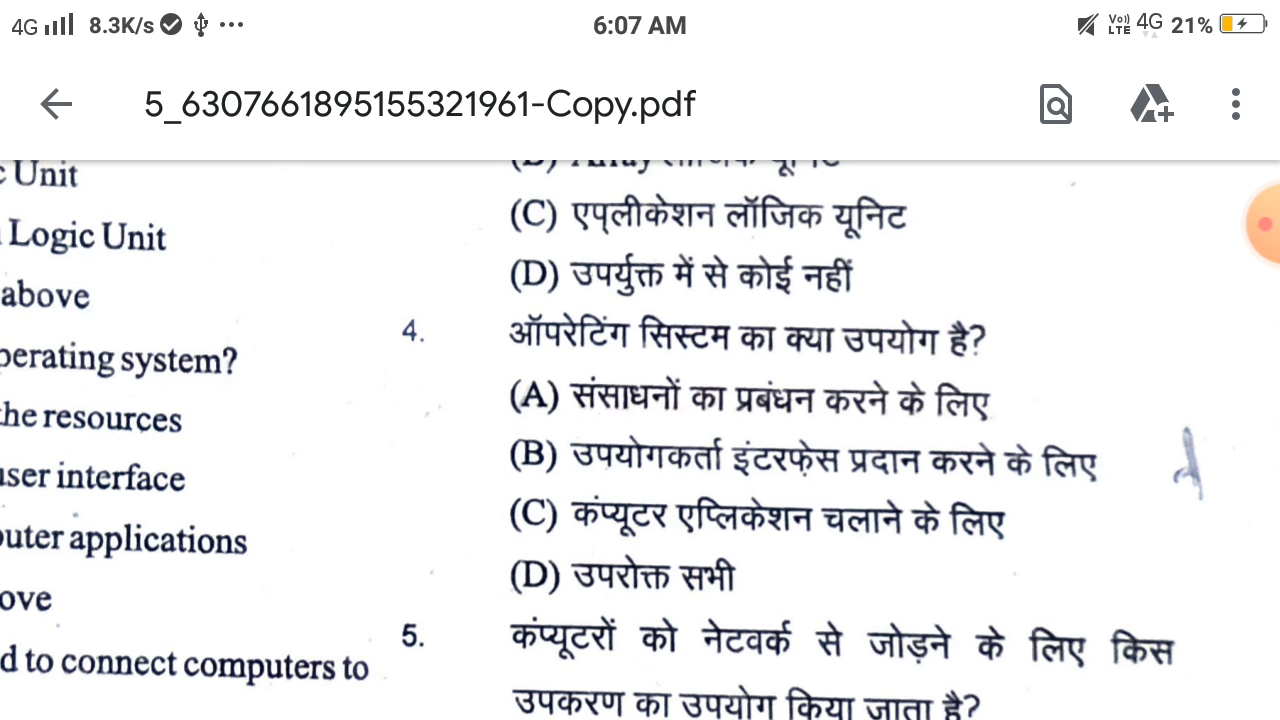 4G 8.3K/s 6:07 AM Vo)) LTE 4G 21%
5_6307661895155321961-Copy.pdf
Unit
Logic Unit
above
perating system?
he resources
ser interface
uter applications
ove
d to connect computers to
(C) एप्लीकेशन लॉजिक यूनिट
(D) उपर्युक्त में से कोई नहीं
4. ऑपरेटिंग सिस्टम का क्या उपयोग है?
(A) संसाधनों का प्रबंधन करने के लिए
(B) उपयोगकर्ता इंटरफ़ेस प्रदान करने के लिए
(C) कंप्यूटर एप्लिकेशन चलाने के लिए
(D) उपरोक्त सभी
5. कंप्यूटरों को नेटवर्क से जोड़ने के लिए किस
उपकरण का उपयोग किया जाता है?